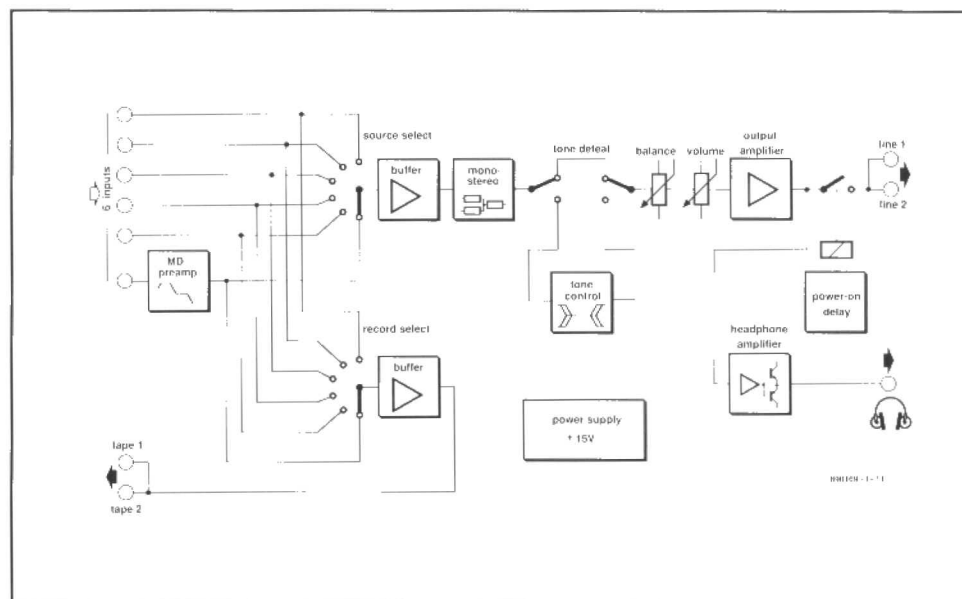 6 inputs
MD
preamp
source select
buffer
mono-
stereo
tone defeat
balance
volume
output
amplifier
line 1
line 2
tone
control
power-on
delay
record select
buffer
headphone
amplifier
power supply
± 15V
tape 1
tape 2